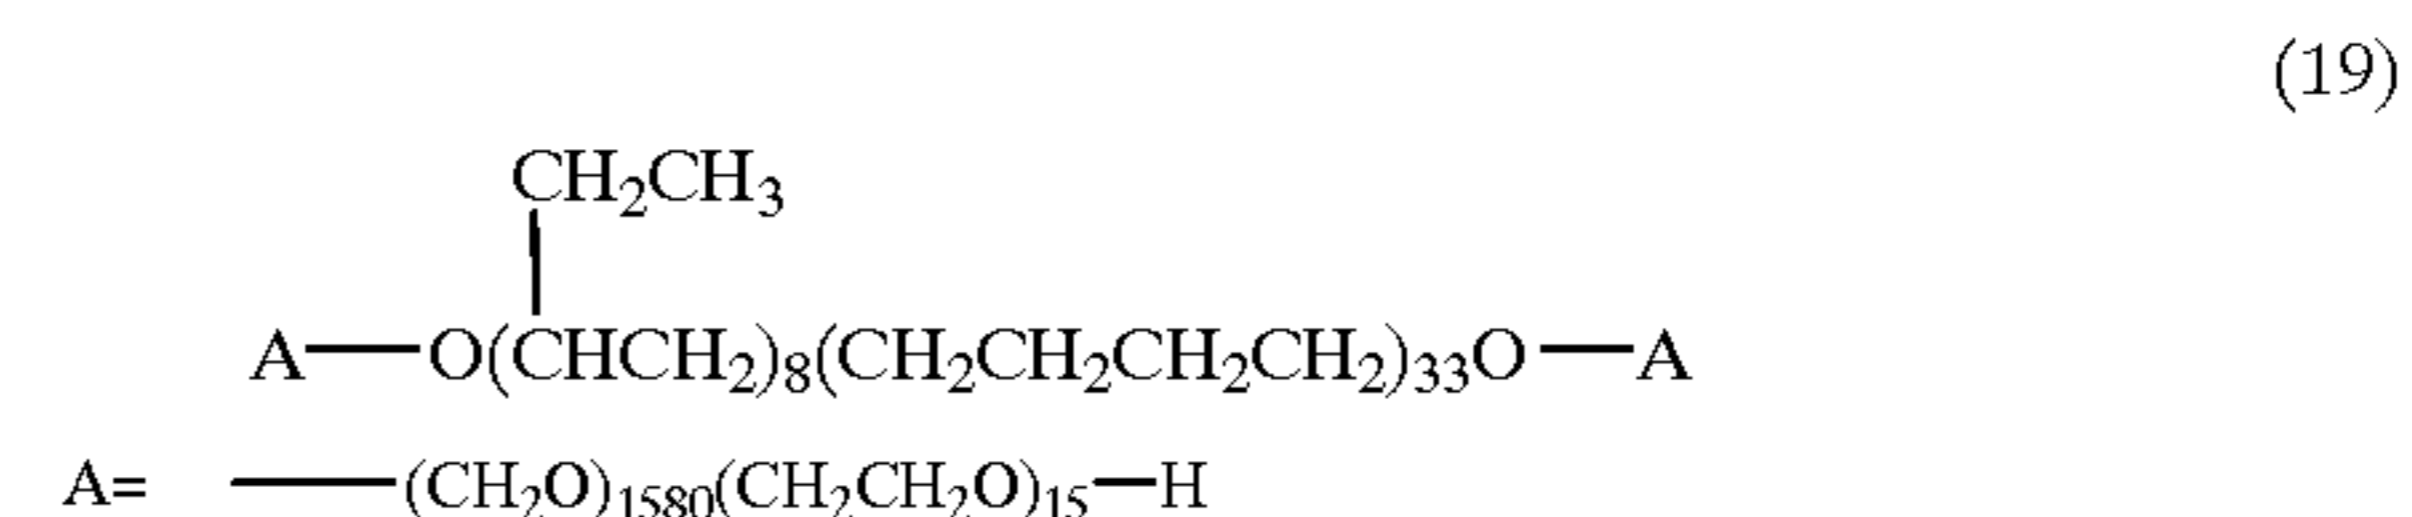 (19)
CH₂CH₃
A—O(CHCH₂)₈(CH₂CH₂CH₂CH₂)₃₃O—A
A= —(CH₂O)₁₅₈₀(CH₂CH₂O)₁₅—H